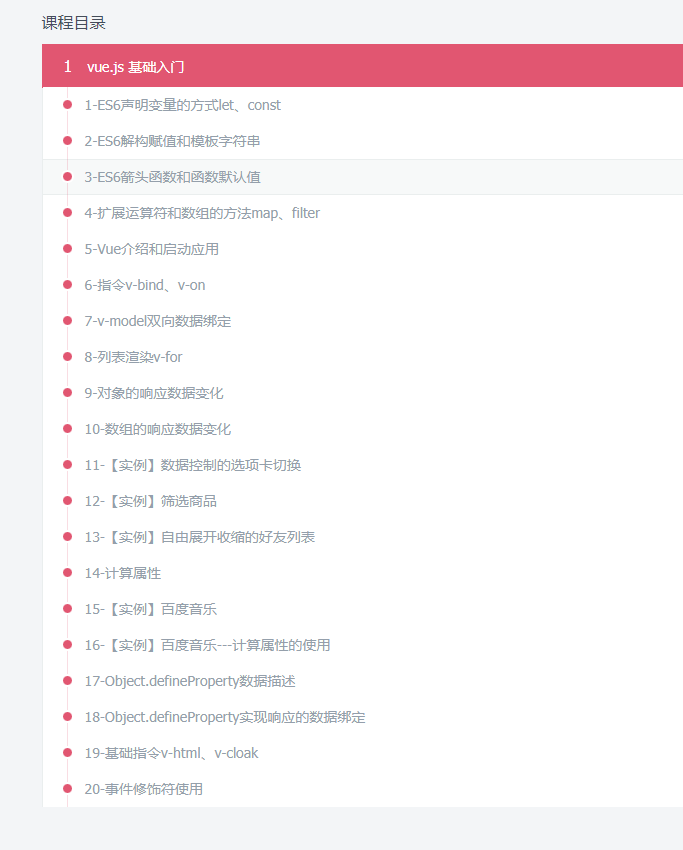 课程目录
1 vue.js 基础入门
1-ES6声明变量的方式let、const
2-ES6解构赋值和模板字符串
3-ES6箭头函数和函数默认值
4-扩展运算符和数组的方法map、filter
5-Vue介绍和启动应用
6-指令v-bind、v-on
7-v-model双向数据绑定
8-列表渲染v-for
9-对象的响应数据变化
10-数组的响应数据变化
11-【实例】数据控制的选项卡切换
12-【实例】筛选商品
13-【实例】自由展开收缩的好友列表
14-计算属性
15-【实例】百度音乐
16-【实例】百度音乐---计算属性的使用
17-Object.defineProperty数据描述
18-Object.defineProperty实现响应的数据绑定
19-基础指令v-html、v-cloak
20-事件修饰符使用